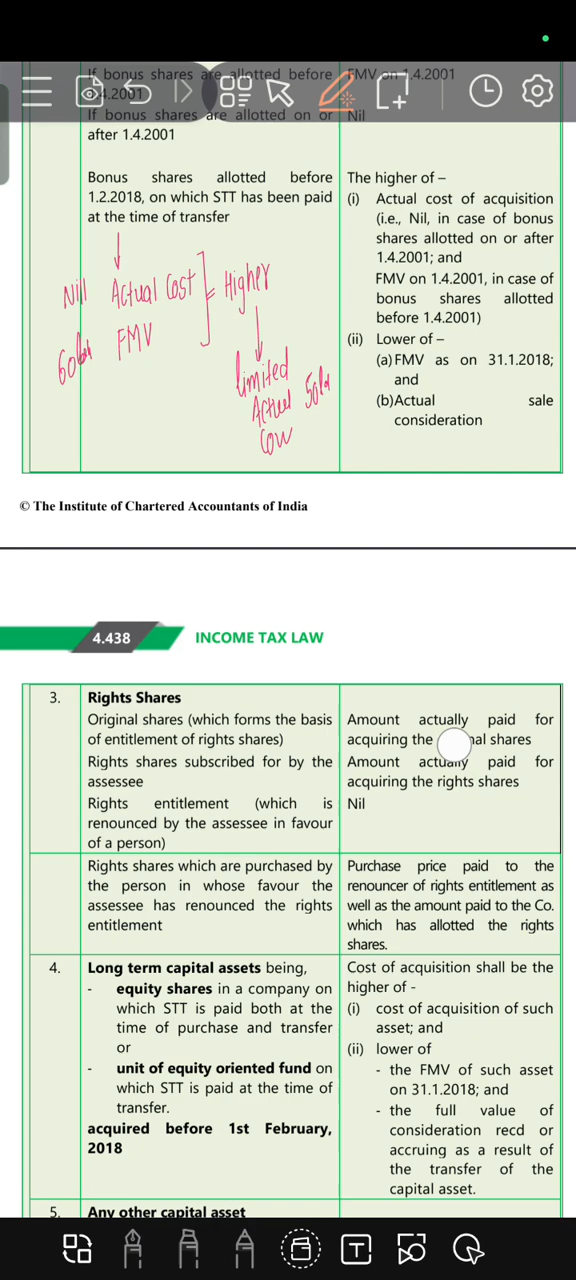 If bonus shares are allotted before
1.4.2001
FMV on 1.4.2001
If bonus shares are allotted on or
after 1.4.2001
Nil
Bonus shares allotted before
1.2.2018, on which STT has been paid
at the time of transfer
The higher of –
(i) Actual cost of acquisition
(i.e., Nil, in case of bonus
shares allotted on or after
1.4.2001; and
FMV on 1.4.2001, in case of
bonus shares allotted
before 1.4.2001)
(ii) Lower of –
(a) FMV as on 31.1.2018;
and
(b) Actual sale
consideration
Nill Actual Cost
FMV
= Higher
limited
Actual
© The Institute of Chartered Accountants of India
4.438 INCOME TAX LAW
3. Rights Shares
Original shares (which forms the basis
of entitlement of rights shares)
Amount actually paid for
acquiring the shares
Rights shares subscribed for by the
assessee
Amount actually paid for
acquiring the rights shares
Rights entitlement (which is
renounced by the assessee in favour
of a person)
Nil
Rights shares which are purchased by
the person in whose favour the
assessee has renounced the rights
entitlement
Purchase price paid to the
renouncer of rights entitlement as
well as the amount paid to the Co.
which has allotted the rights
shares.
4. Long term capital assets being,
- equity shares in a company on
which STT is paid both at the
time of purchase and transfer
or
- unit of equity oriented fund on
which STT is paid at the time of
transfer.
acquired before 1st February,
2018
Cost of acquisition shall be the
higher of -
(i) cost of acquisition of such
asset; and
(ii) lower of
- the FMV of such asset
on 31.1.2018; and
- the full value of
consideration recd or
accruing as a result of
the transfer of the
capital asset.
5. Any other capital asset